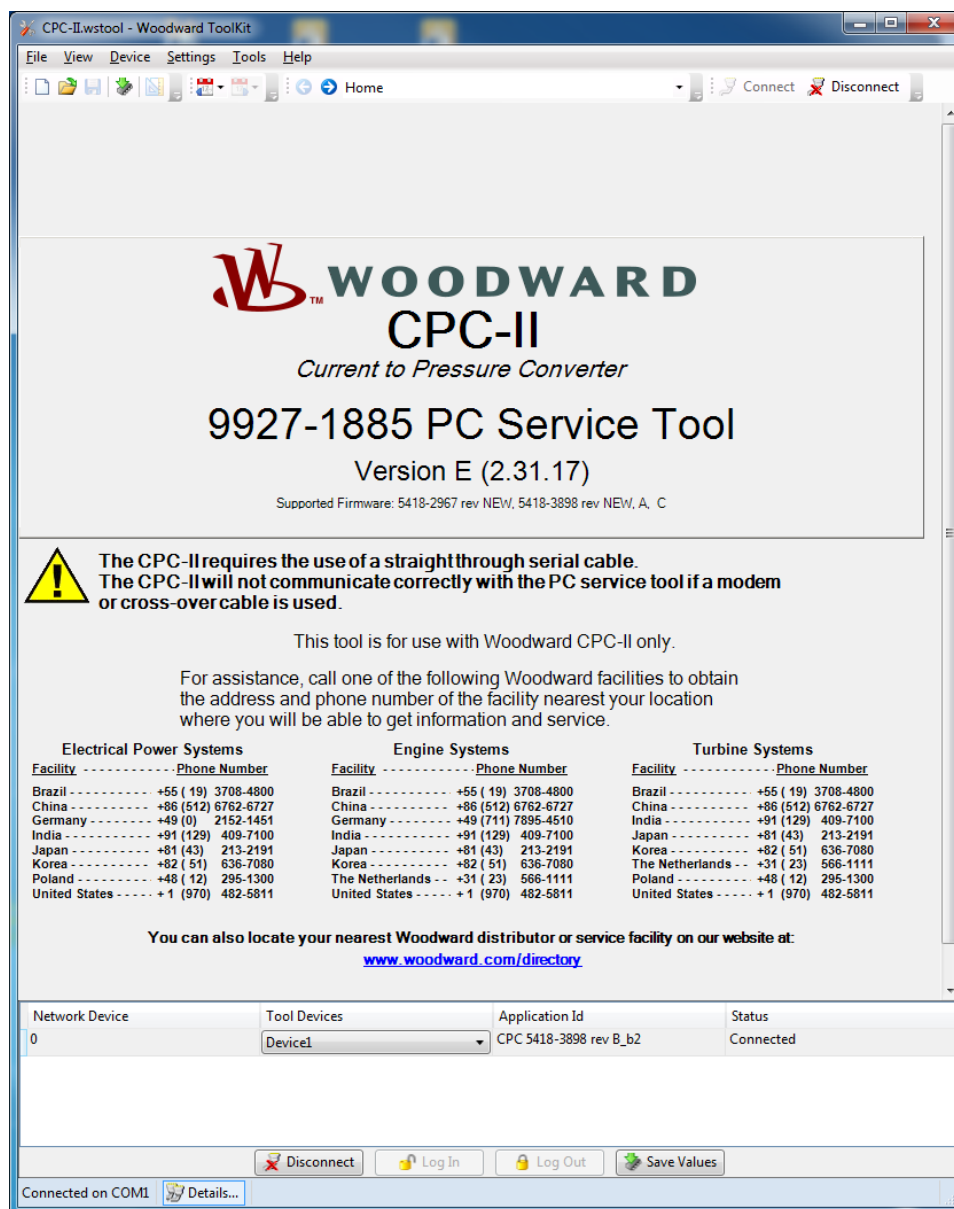 CPC-II.wstool - Woodward ToolKit
File View Device Settings Tools Help
Home Connect Disconnect
WOODWARD
TM
CPC-II
Current to Pressure Converter
9927-1885 PC Service Tool
Version E (2.31.17)
Supported Firmware: 5418-2967 rev NEW, 5418-3898 rev NEW, A, C
The CPC-II requires the use of a straight through serial cable.
The CPC-II will not communicate correctly with the PC service tool if a modem
or cross-over cable is used.
This tool is for use with Woodward CPC-II only.
For assistance, call one of the following Woodward facilities to obtain
the address and phone number of the facility nearest your location
where you will be able to get information and service.
Electrical Power Systems
Facility - - - - - - - - - - - Phone Number
Brazil - - - - - - - - - - +55 ( 19) 3708-4800
China - - - - - - - - - - +86 (512) 6762-6727
Germany - - - - - - - - +49 (0) 2152-1451
India - - - - - - - - - - - +91 (129) 409-7100
Japan - - - - - - - - - - +81 (43) 213-2191
Korea - - - - - - - - - - +82 ( 51) 636-7080
Poland - - - - - - - - - +48 ( 12) 295-1300
United States - - - - - + 1 (970) 482-5811
Engine Systems
Facility - - - - - - - - - - - Phone Number
Brazil - - - - - - - - - - +55 ( 19) 3708-4800
China - - - - - - - - - - +86 (512) 6762-6727
Germany - - - - - - - - +49 (711) 7895-4510
India - - - - - - - - - - - +91 (129) 409-7100
Japan - - - - - - - - - - +81 (43) 213-2191
Korea - - - - - - - - - - +82 ( 51) 636-7080
The Netherlands - - +31 ( 23) 566-1111
United States - - - - - + 1 (970) 482-5811
Turbine Systems
Facility - - - - - - - - - - - Phone Number
Brazil - - - - - - - - - - +55 ( 19) 3708-4800
China - - - - - - - - - - +86 (512) 6762-6727
India - - - - - - - - - - - +91 (129) 409-7100
Japan - - - - - - - - - - +81 (43) 213-2191
Korea - - - - - - - - - - +82 ( 51) 636-7080
The Netherlands - - +31 ( 23) 566-1111
Poland - - - - - - - - - +48 ( 12) 295-1300
United States - - - - - + 1 (970) 482-5811
You can also locate your nearest Woodward distributor or service facility on our website at:
www.woodward.com/directory
Network Device Tool Devices Application Id Status
0 Device1 CPC 5418-3898 rev B_b2 Connected
Disconnect Log In Log Out Save Values
Connected on COM1 Details...